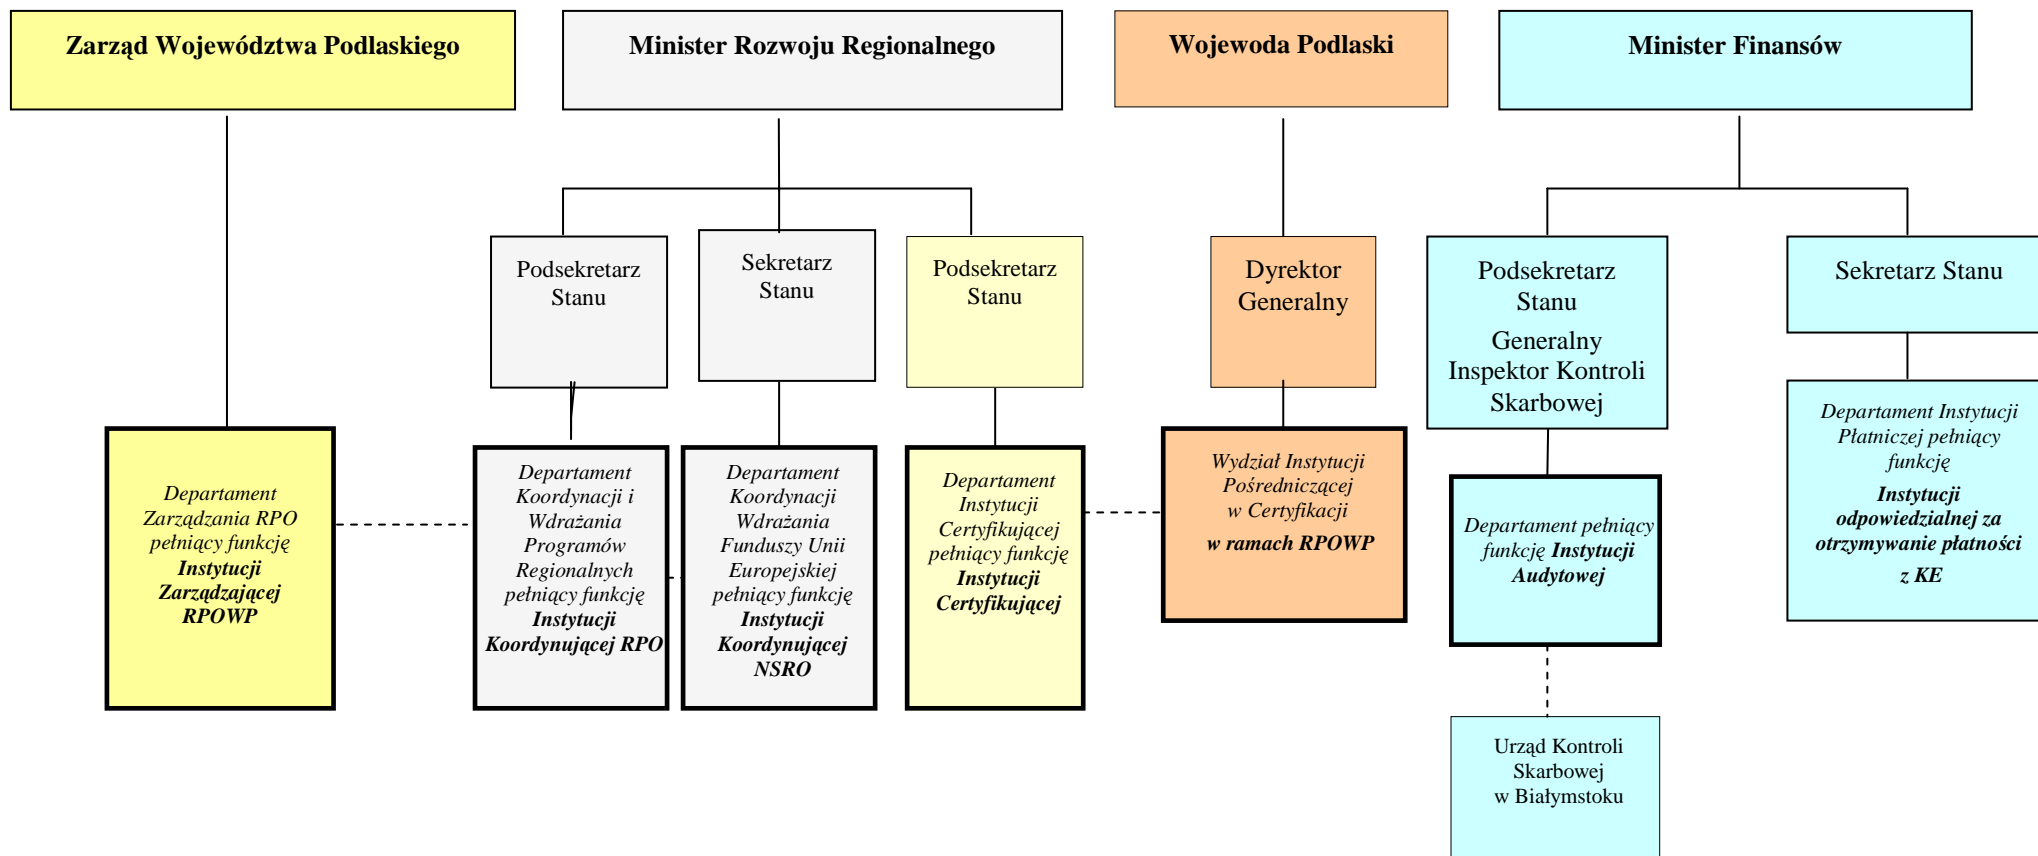 Zarząd Województwa Podlaskiego
Minister Rozwoju Regionalnego
Wojewoda Podlaski
Minister Finansów
Podsekretarz
Stanu
Sekretarz
Stanu
Podsekretarz
Stanu
Dyrektor
Generalny
Podsekretarz
Stanu
Generalny
Inspektor Kontroli
Skarbowej
Sekretarz Stanu
Departament
Zarządzania RPO
pełniący funkcję
Instytucji
Zarządzającej
RPOWP
Departament
Koordynacji i
Wdrażania
Programów
Regionalnych
pełniący funkcję
Instytucji
Koordynującej RPO
Departament
Koordynacji
Wdrażania
Funduszy Unii
Europejskiej
pełniący funkcję
Instytucji
Koordynującej
NSRO
Departament
Instytucji
Certyfikującej
pełniący funkcję
Instytucji
Certyfikującej
Wydział Instytucji
Pośredniczącej
w Certyfikacji
w ramach RPOWP
Departament pełniący
funkcję Instytucji
Audytowej
Departament Instytucji
Płatniczej pełniący
funkcję
Instytucji
odpowiedzialnej za
otrzymywanie płatności
z KE
Urząd Kontroli
Skarbowej
w Białymstoku